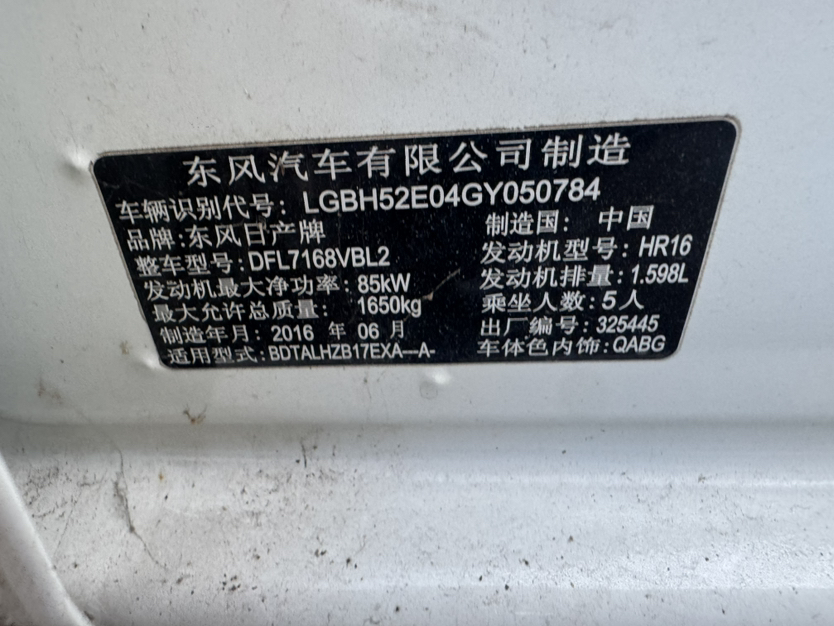 东风汽车有限公司制造
车辆识别代号: LGBH52E04GY050784
品牌:东风日产牌 制造国: 中国
整车型号:DFL7168VBL2 发动机型号:HR16
发动机最大净功率: 85kW 发动机排量:1.598L
最大允许总质量: 1650kg 乘坐人数:5人
制造年月: 2016 年 06 月 出厂编号:325445
适用型式:BDTALHZB17EXA—A- 车体色内饰:QABG